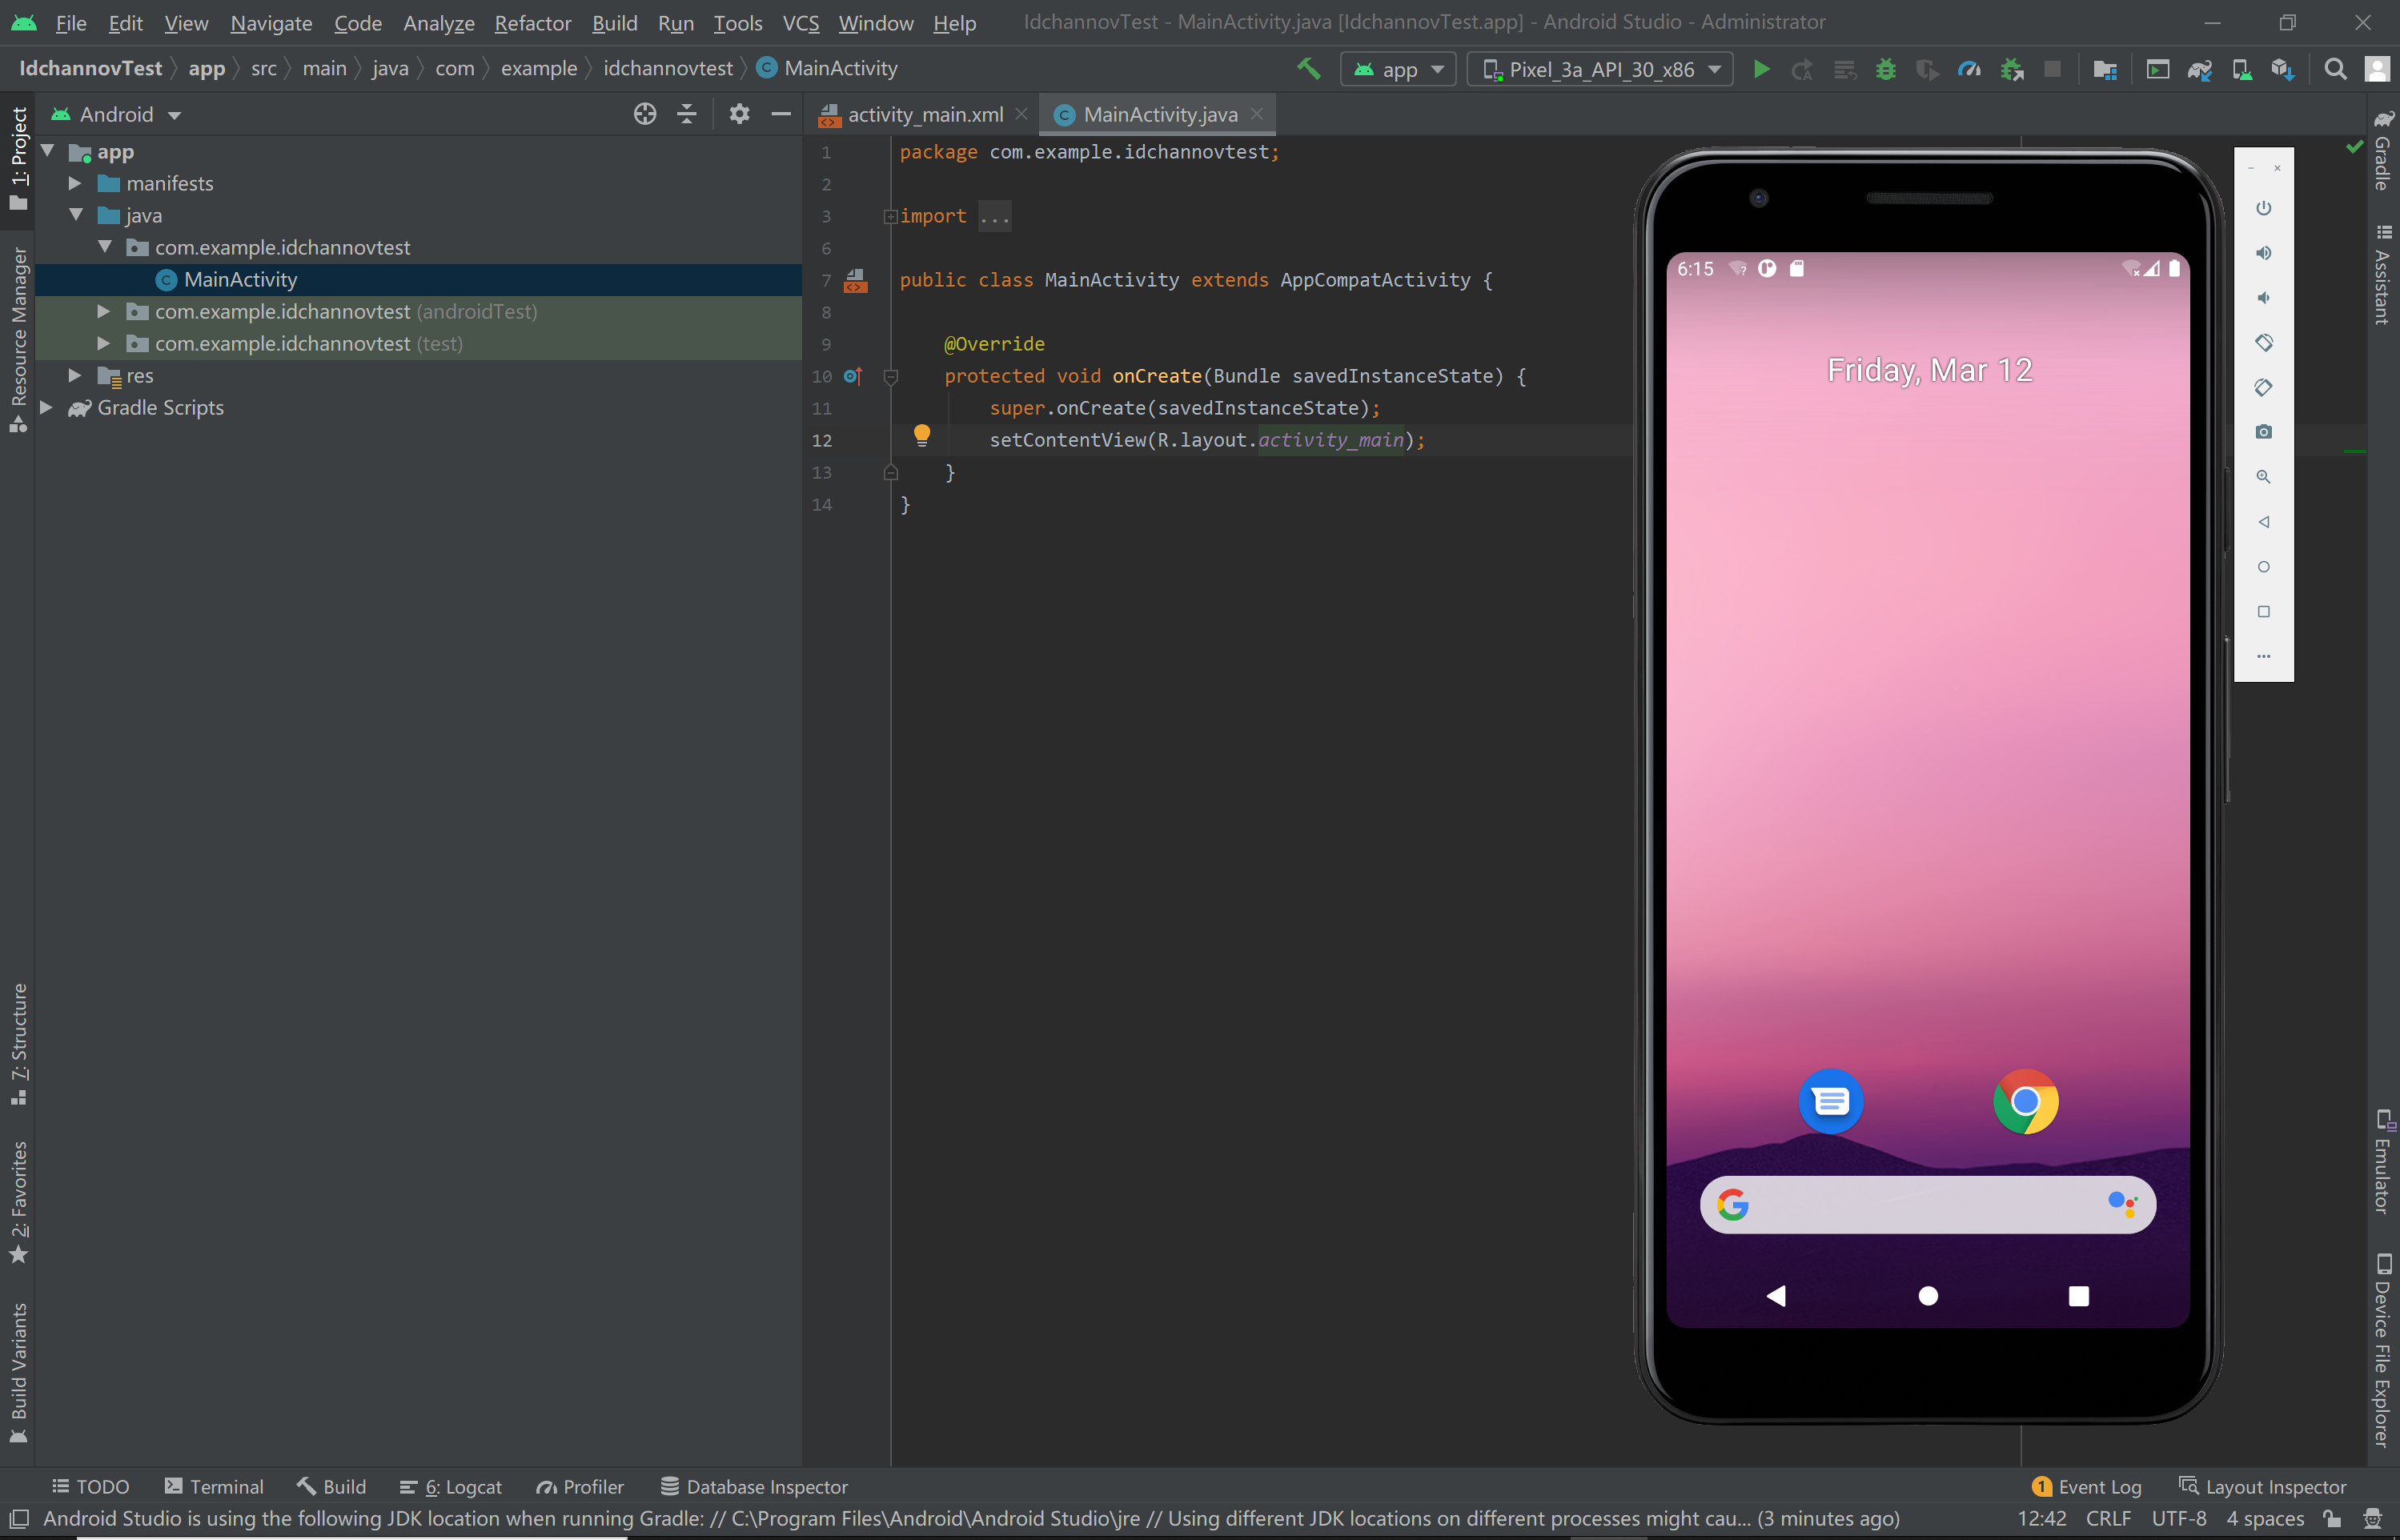 File Edit View Navigate Code Analyze Refactor Build Run Tools VCS Window Help IdchannovTest - MainActivity.java [IdchannovTest.app] - Android Studio - Administrator
IdchannovTest app src main java com example idchannovtest MainActivity app Pixel_3a_API_30_x86
Android
activity_main.xml MainActivity.java
1: Project
Resource Manager
7: Structure
2: Favorites
Build Variants
app
manifests
java
com.example.idchannovtest
MainActivity
com.example.idchannovtest (androidTest)
com.example.idchannovtest (test)
res
Gradle Scripts
1 package com.example.idchannovtest;
2
3 import ...
6
7 public class MainActivity extends AppCompatActivity {
8
9 @Override
10 protected void onCreate(Bundle savedInstanceState) {
11 super.onCreate(savedInstanceState);
12 setContentView(R.layout.activity_main);
13 }
14 }
6:15
Friday, Mar 12
Gradle
Assistant
Emulator
Device File Explorer
TODO Terminal Build 6: Logcat Profiler Database Inspector 1 Event Log Layout Inspector
Android Studio is using the following JDK location when running Gradle: // C:\Program Files\Android\Android Studio\jre // Using different JDK locations on different processes might cau... (3 minutes ago) 12:42 CRLF UTF-8 4 spaces